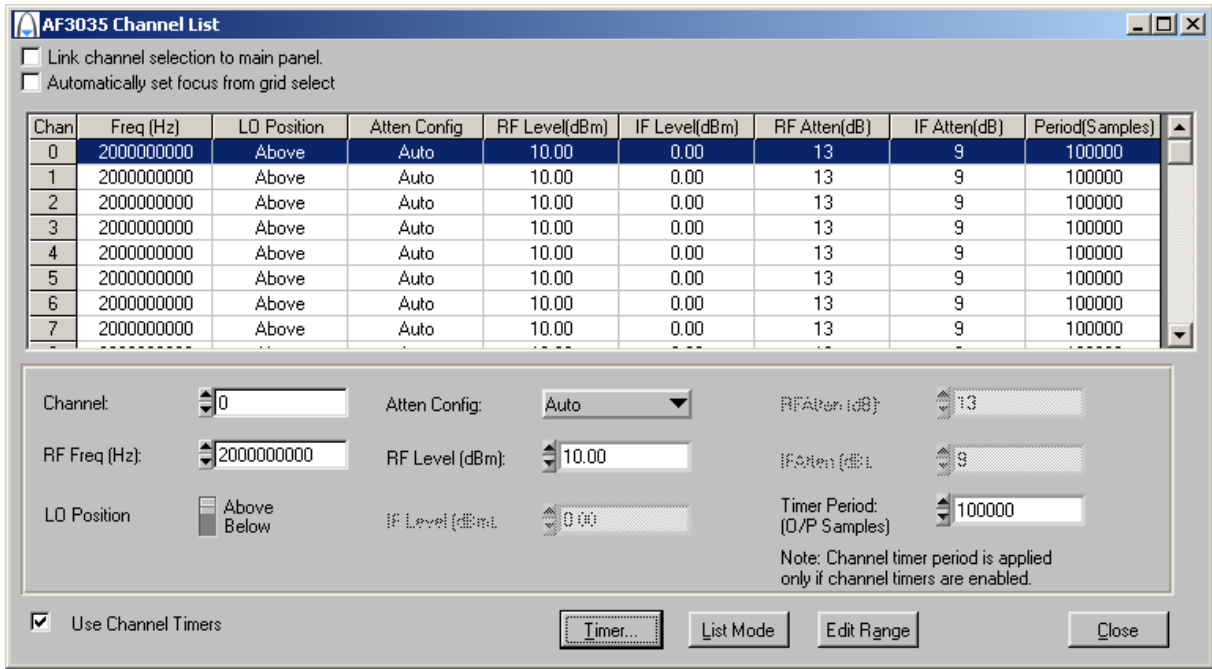 AF3035 Channel List
Link channel selection to main panel.
Automatically set focus from grid select
Chan Freq (Hz) LO Position Atten Config RF Level(dBm) IF Level(dBm) RF Atten(dB) IF Atten(dB) Period(Samples)
0 2000000000 Above Auto 10.00 0.00 13 9 100000
1 2000000000 Above Auto 10.00 0.00 13 9 100000
2 2000000000 Above Auto 10.00 0.00 13 9 100000
3 2000000000 Above Auto 10.00 0.00 13 9 100000
4 2000000000 Above Auto 10.00 0.00 13 9 100000
5 2000000000 Above Auto 10.00 0.00 13 9 100000
6 2000000000 Above Auto 10.00 0.00 13 9 100000
7 2000000000 Above Auto 10.00 0.00 13 9 100000
Channel: 0 Atten Config: Auto RFAtten (dB): 13
RF Freq (Hz): 2000000000 RF Level (dBm): 10.00 IFAtten (dB): 9
LO Position Above IF Level (dBm): 0.00 Timer Period: 100000
Below (O/P Samples)
Note: Channel timer period is applied
only if channel timers are enabled.
Use Channel Timers Timer... List Mode Edit Range Close